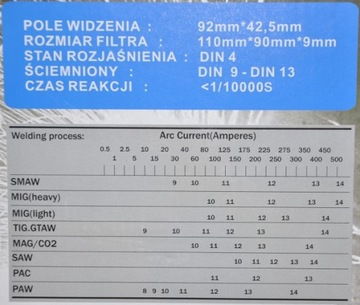 POLE WIDZENIA : 92mm*42,5mm
ROZMIAR FILTRA : 110mm*90mm*9mm
STAN ROZJAŚNIENIA : DIN 4
ŚCIEMNIONY : DIN 9 - DIN 13
CZAS REAKCJI : <1/10000S
Welding process: Arc Current(Amperes)
0.5 2.5 10 20 40 80 125 175 225 275 350 450
1 5 15 30 60 100 150 200 250 300 400 500
SMAW 9 10 11 12 13 14
MIG(heavy) 10 11 12 13 14
MIG(light) 10 11 12 13 14
TIG.GTAW 9 10 11 12 13 14
MAG/CO2 10 11 12 13 14
SAW 10 11 12 13 14
PAC 11 12 13
PAW 8 9 10 11 12 13 14